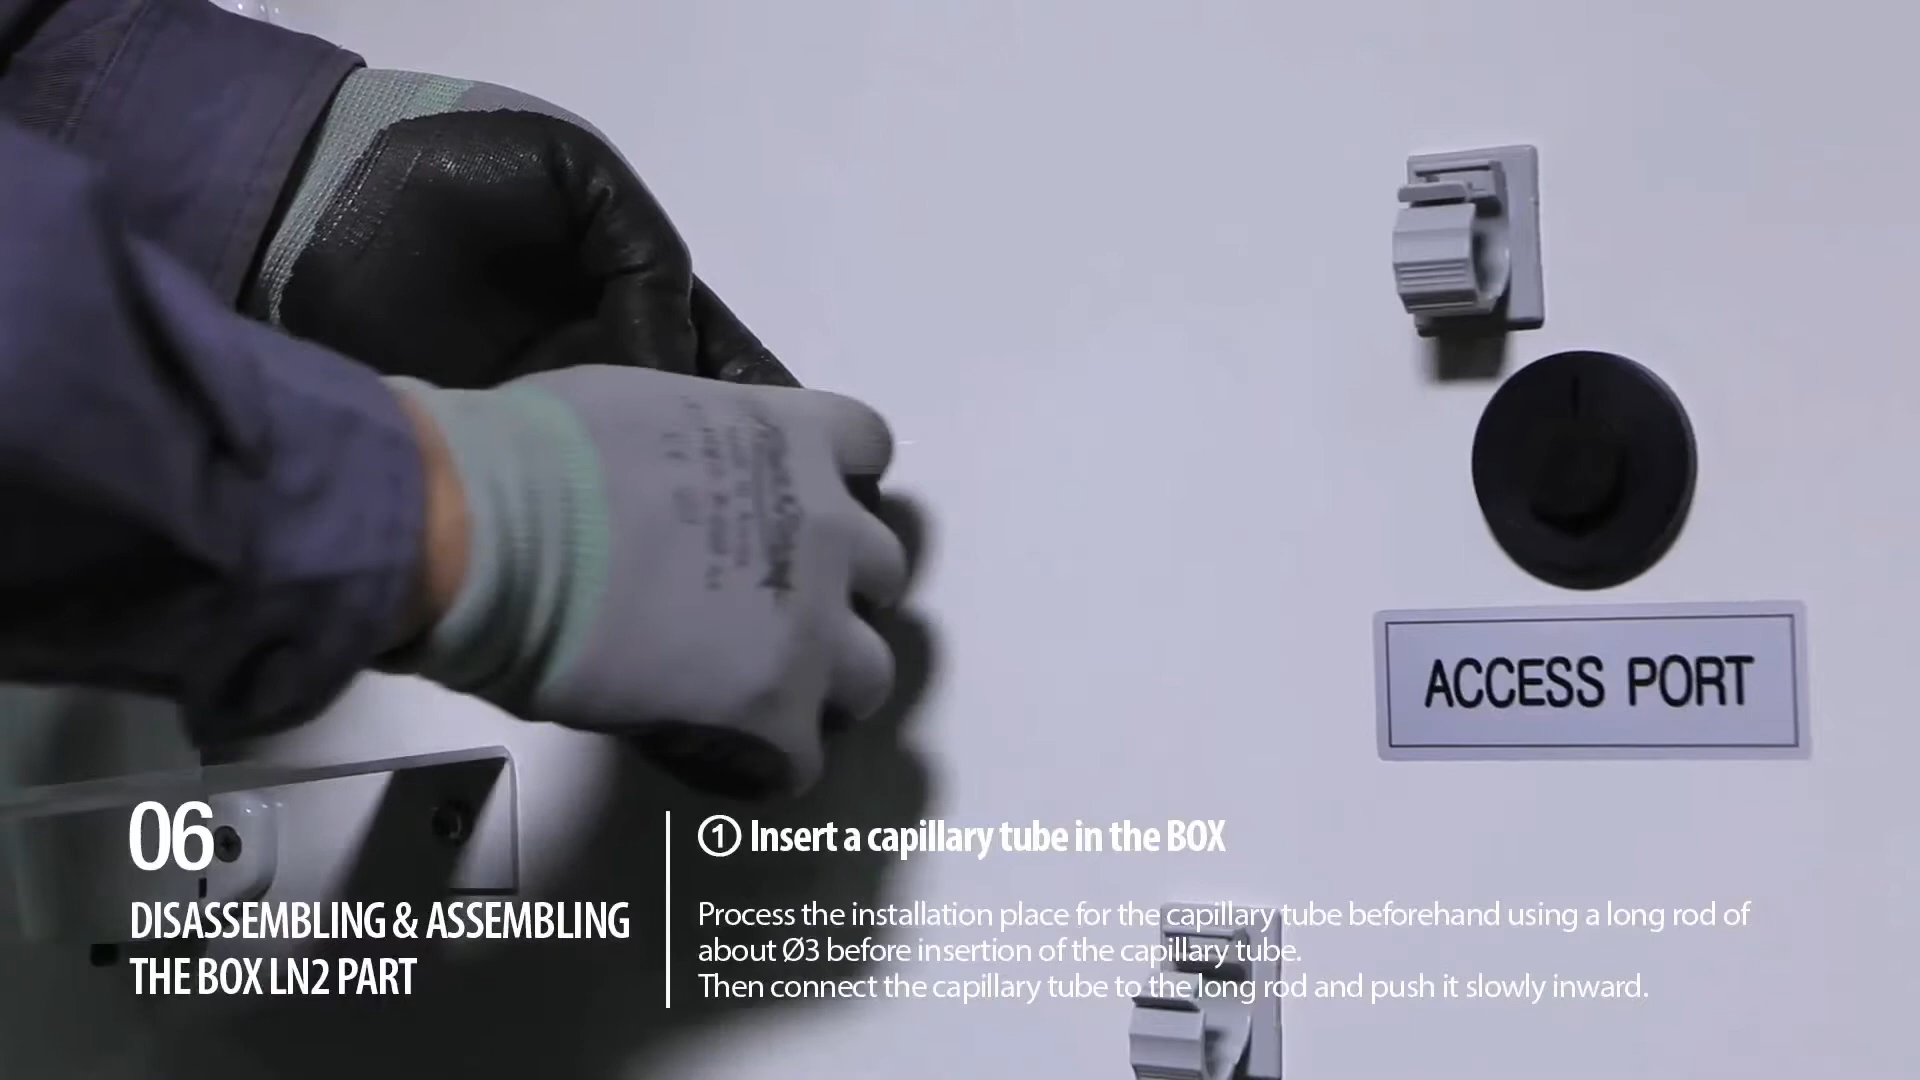 ACCESS PORT
06
DISASSEMBLING & ASSEMBLING
THE BOX LN2 PART
① Insert a capillary tube in the BOX
Process the installation place for the capillary tube beforehand using a long rod of
about Ø3 before insertion of the capillary tube.
Then connect the capillary tube to the long rod and push it slowly inward.